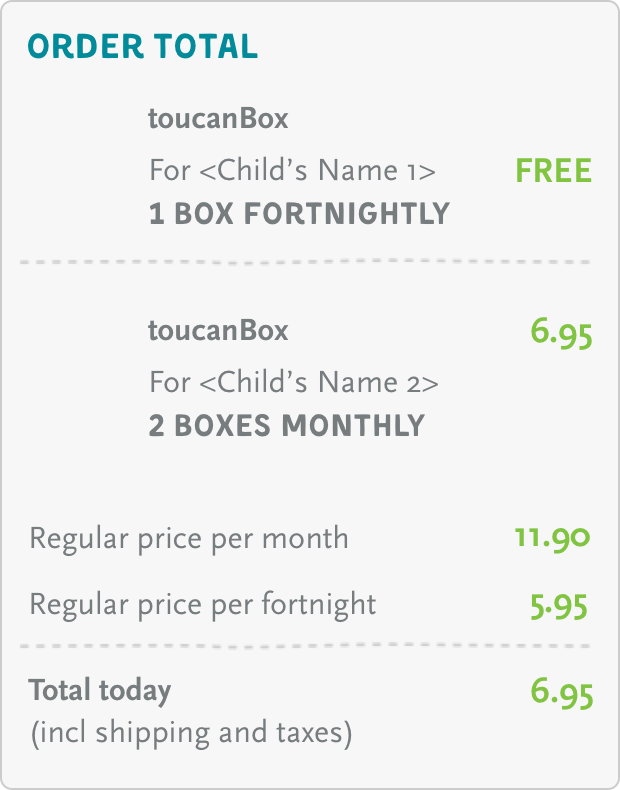 ORDER TOTAL
toucanBox
For <Child's Name 1> FREE
1 BOX FORTNIGHTLY
toucanBox 6.95
For <Child's Name 2>
2 BOXES MONTHLY
Regular price per month 11.90
Regular price per fortnight 5.95
Total today 6.95
(incl shipping and taxes)